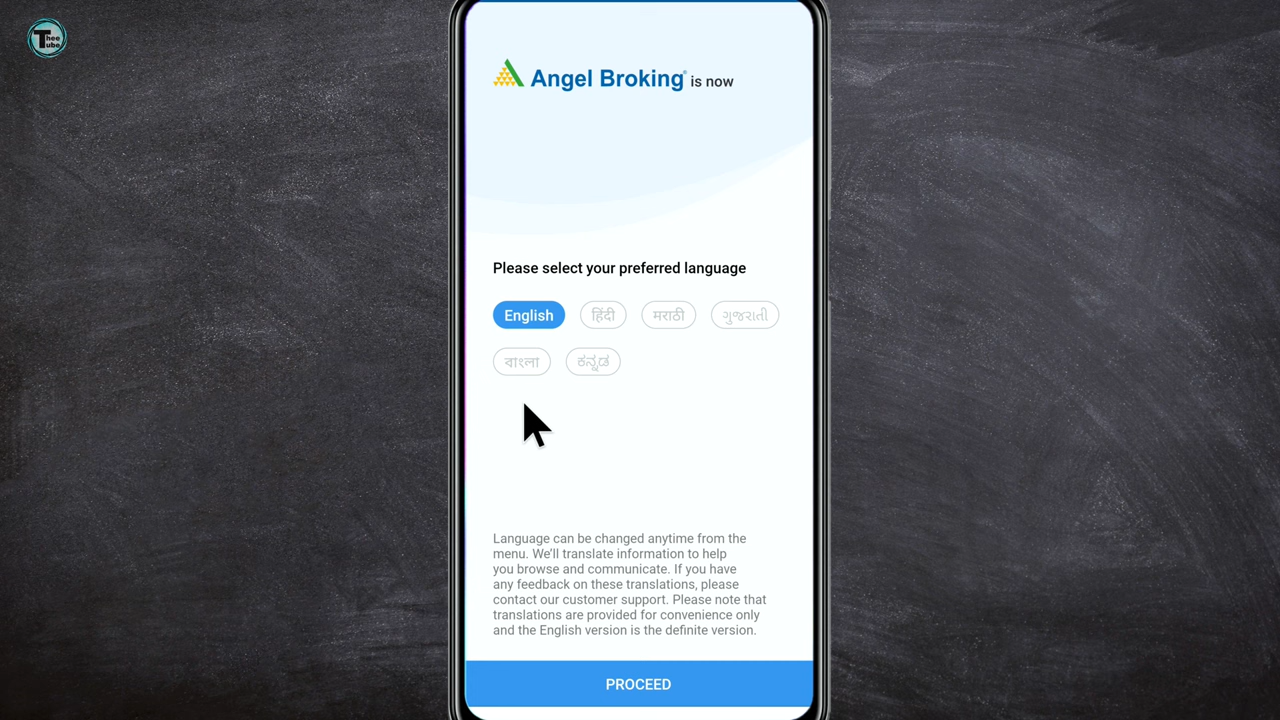 Thee
Tube
Angel Broking is now
Please select your preferred language
English
हिंदी
मराठी
ગુજરાતી
বাংলা
ಕನ್ನಡ
Language can be changed anytime from the
menu. We'll translate information to help
you browse and communicate. If you have
any feedback on these translations, please
contact our customer support. Please note that
translations are provided for convenience only
and the English version is the definite version.
PROCEED